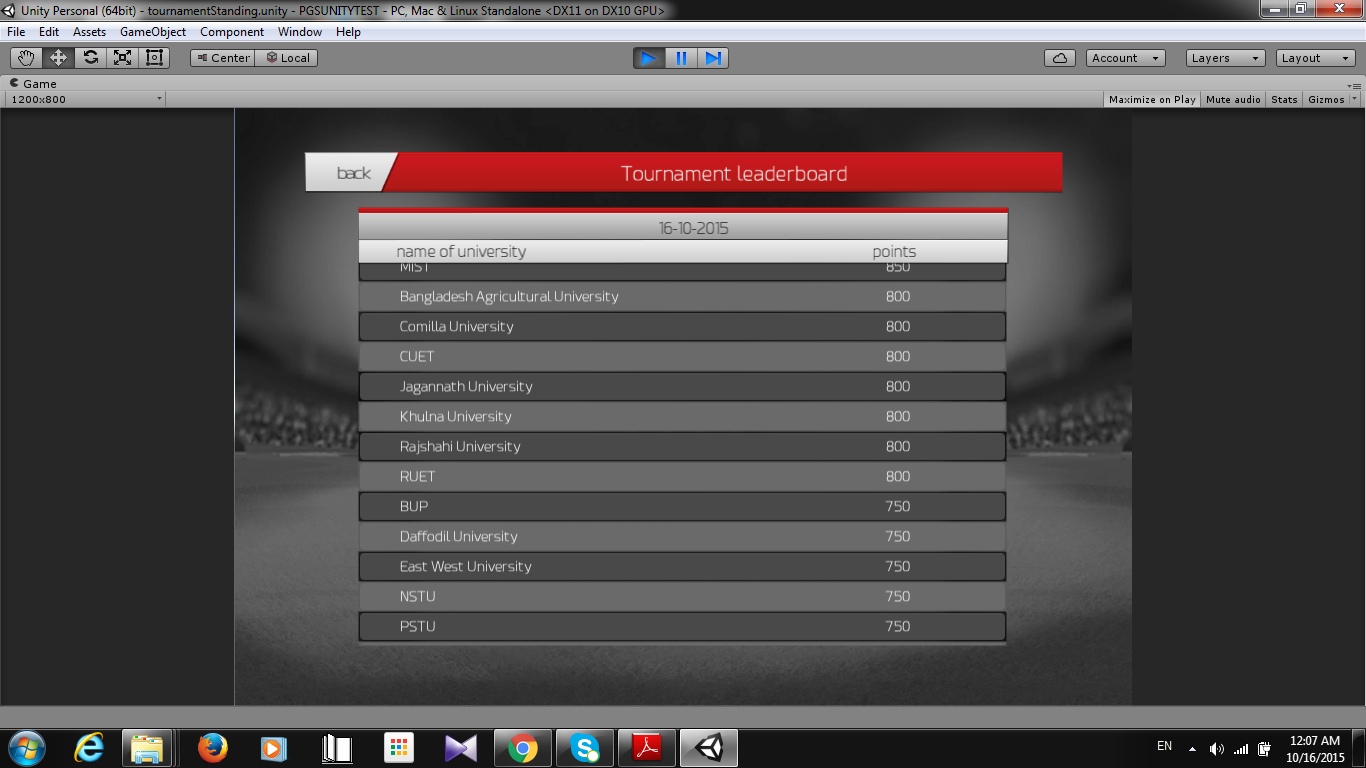 Unity Personal (64bit) - tournamentStanding.unity - PGSUNITYTEST - PC, Mac & Linux Standalone <DX11 on DX10 GPU>
File Edit Assets GameObject Component Window Help
Center Local Account Layers Layout
Game
1200x800 Maximize on Play Mute audio Stats Gizmos
back Tournament leaderboard
16-10-2015
name of university points
MIST 850
Bangladesh Agricultural University 800
Comilla University 800
CUET 800
Jagannath University 800
Khulna University 800
Rajshahi University 800
RUET 800
BUP 750
Daffodil University 750
East West University 750
NSTU 750
PSTU 750
EN 12:07 AM
10/16/2015